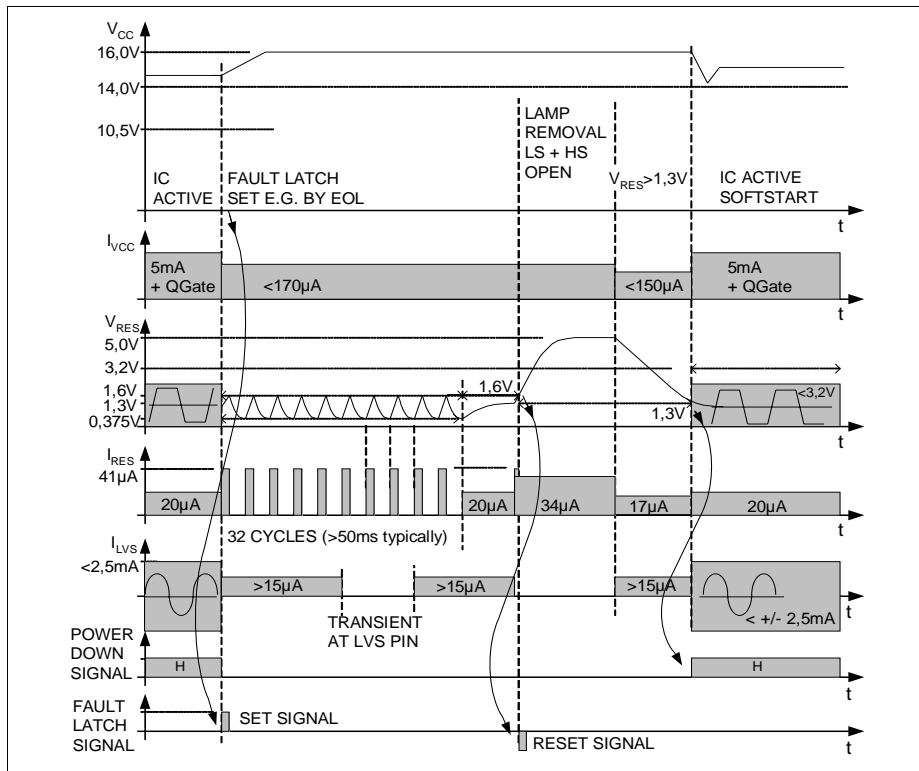 VCC
16,0V
14,0V
10,5V
LAMP
REMOVAL
LS + HS
OPEN
VRES>1,3V
IC
ACTIVE
FAULT LATCH
SET E.G. BY EOL
IC ACTIVE
SOFTSTART
t
IVCC
5mA
+ QGate
<170µA
<150µA
5mA
+ QGate
t
VRES
5,0V
3,2V
1,6V
1,3V
0,375V
1,6V
1,3V
<3,2V
t
IRES
41µA
20µA
20µA
34µA
17µA
20µA
t
32 CYCLES (>50ms typically)
ILVS
<2,5mA
>15µA
>15µA
>15µA
t
TRANSIENT
AT LVS PIN
< +/- 2,5mA
POWER
DOWN
SIGNAL
H
H
t
FAULT
LATCH
SIGNAL
SET SIGNAL
RESET SIGNAL
t